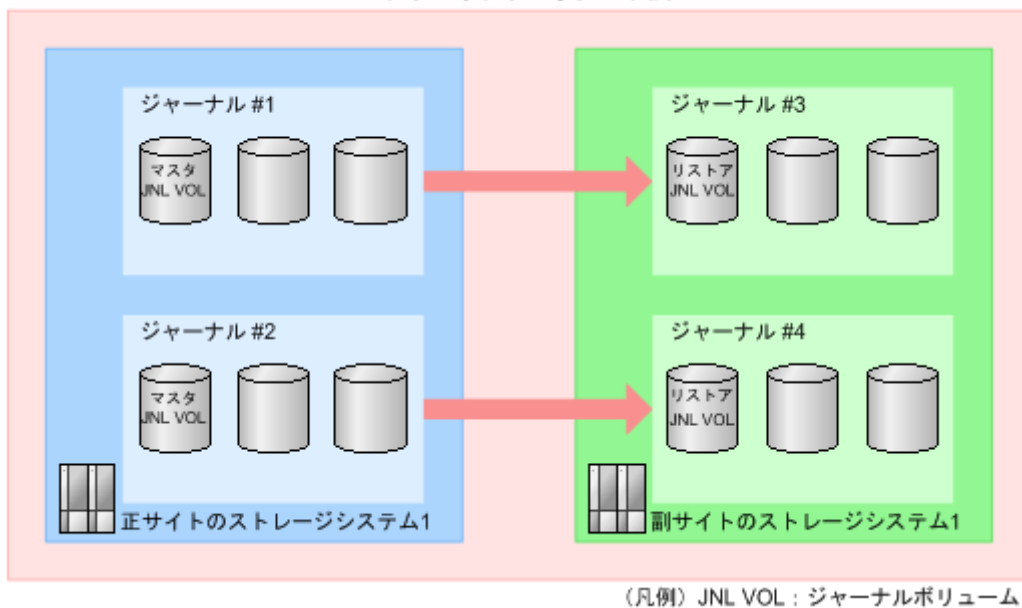 ジャーナル #1
マスタ
JNL VOL
ジャーナル #3
リストア
JNL VOL
ジャーナル #2
マスタ
JNL VOL
ジャーナル #4
リストア
JNL VOL
正サイトのストレージシステム1
副サイトのストレージシステム1
（凡例）JNL VOL：ジャーナルボリューム